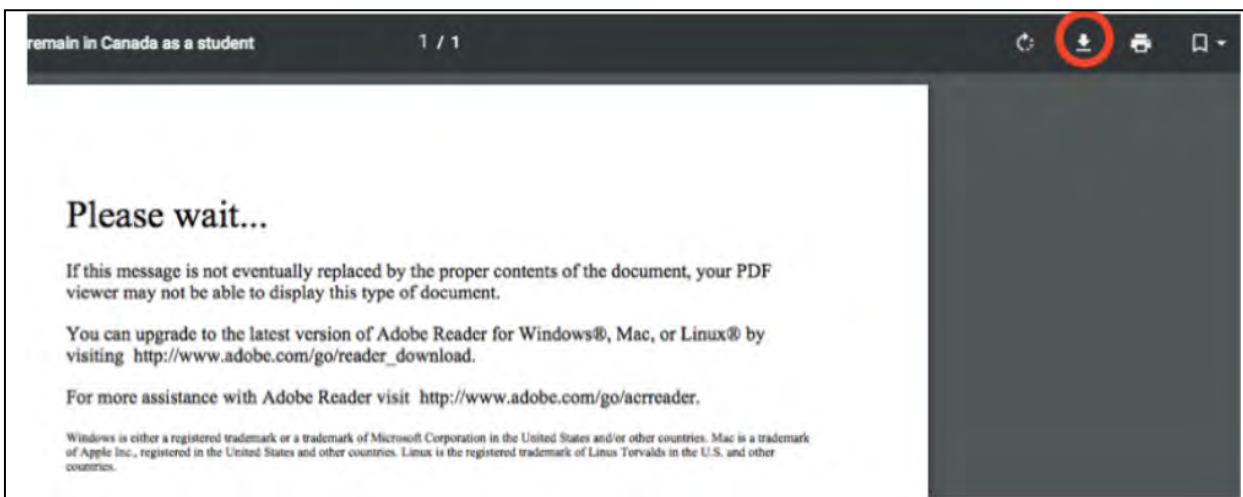 remain in Canada as a student
1 / 1
Please wait...
If this message is not eventually replaced by the proper contents of the document, your PDF
viewer may not be able to display this type of document.
You can upgrade to the latest version of Adobe Reader for Windows®, Mac, or Linux® by
visiting http://www.adobe.com/go/reader_download.
For more assistance with Adobe Reader visit http://www.adobe.com/go/acrreader.
Windows is either a registered trademark or a trademark of Microsoft Corporation in the United States and/or other countries. Mac is a trademark
of Apple Inc., registered in the United States and other countries. Linux is the registered trademark of Linus Torvalds in the U.S. and other
countries.